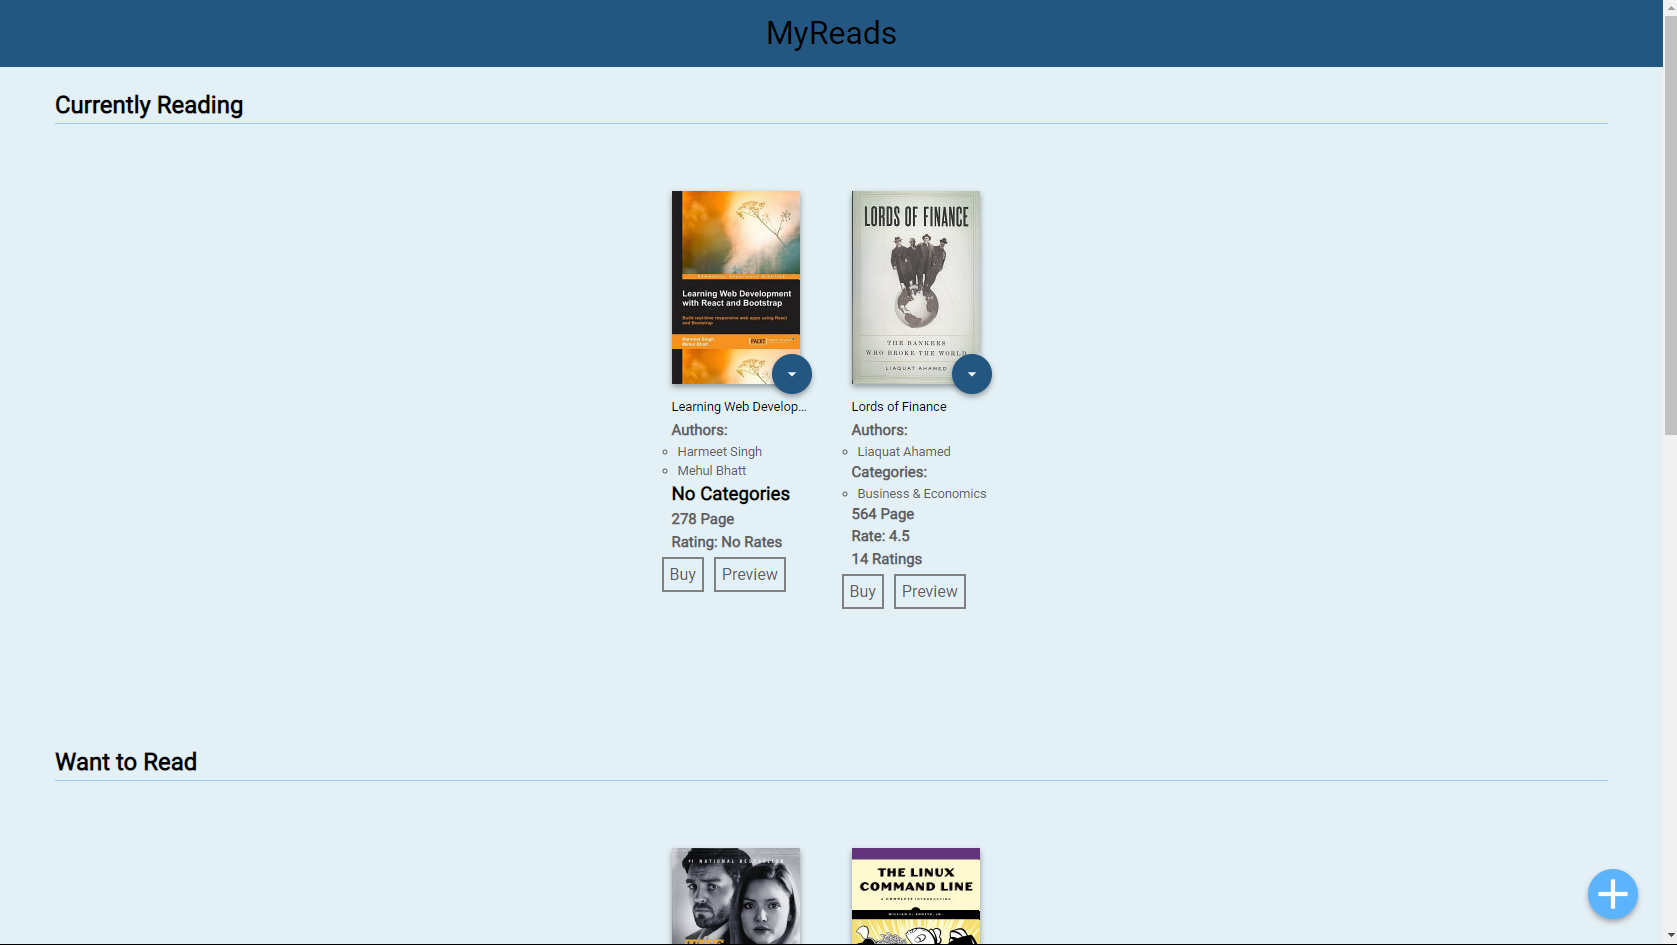 MyReads
Currently Reading
Learning Web Development
with React and Bootstrap
Build real-time responsive web apps using React
and Bootstrap
Harmeet Singh
Mehul Bhatt
PACKT
Learning Web Develop...
Authors:
Harmeet Singh
Mehul Bhatt
No Categories
278 Page
Rating: No Rates
Buy
Preview
LORDS OF FINANCE
THE BANKERS
WHO BROKE THE WORLD
LIAQUAT AHAMED
Lords of Finance
Authors:
Liaquat Ahamed
Categories:
Business & Economics
564 Page
Rate: 4.5
14 Ratings
Buy
Preview
Want to Read
#1 NATIONAL BESTSELLER
THE LINUX
COMMAND LINE
A COMPLETE INTRODUCTION
WILLIAM E. SHOTTS, JR.